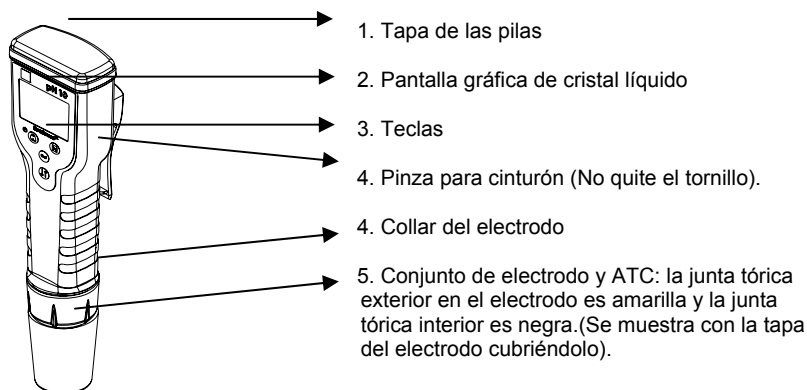 1. Tapa de las pilas
2. Pantalla gráfica de cristal líquido
pH 10
3. Teclas
4. Pinza para cinturón (No quite el tornillo).
4. Collar del electrodo
5. Conjunto de electrodo y ATC: la junta tórica
exterior en el electrodo es amarilla y la junta
tórica interior es negra.(Se muestra con la tapa
del electrodo cubriéndolo).